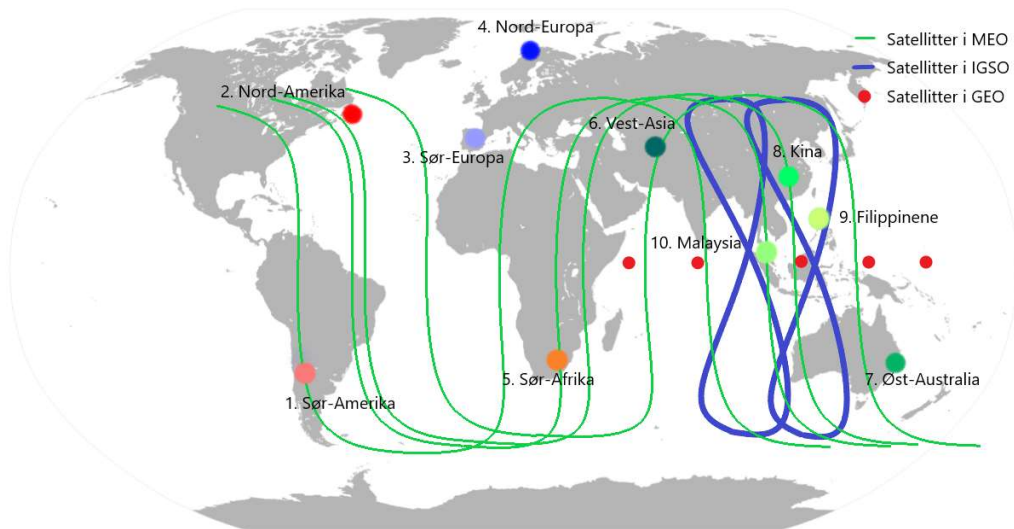 4. Nord-Europa
Satellitter i MEO
Satellitter i IGSO
Satellitter i GEO
2. Nord-Amerika
6. Vest-Asia
3. Sør-Europa
8. Kina
9. Filippinene
10. Malaysia
5. Sør-Afrika
7. Øst-Australia
1. Sør-Amerika